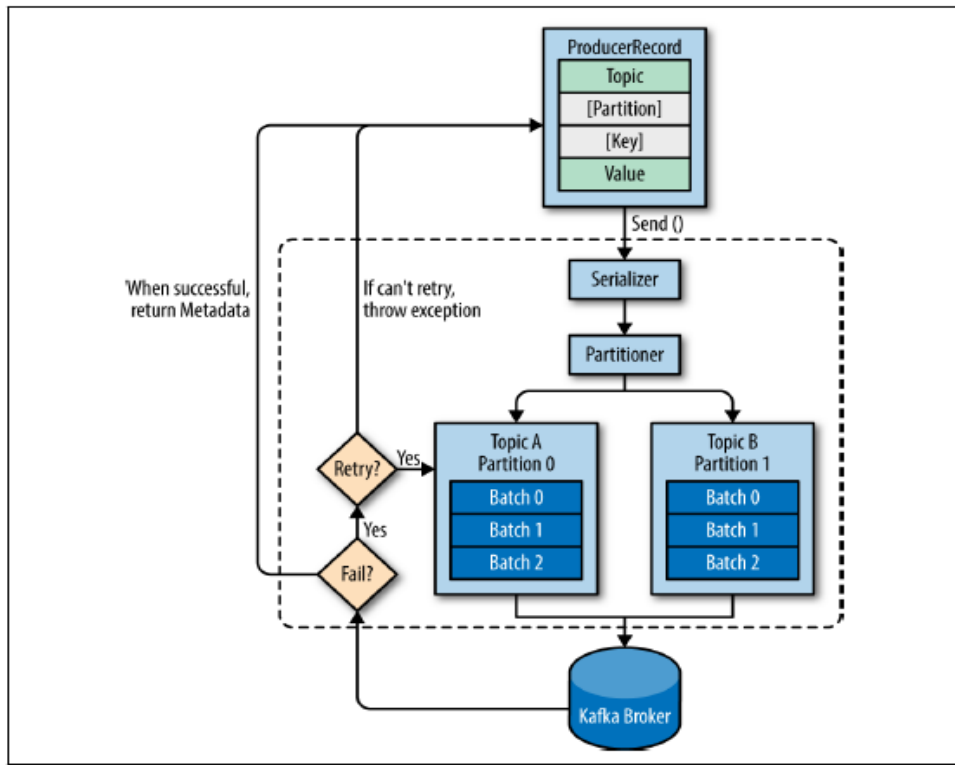 ProducerRecord
Topic
[Partition]
[Key]
Value
Send ()
Serializer
Partitioner
'When successful,
return Metadata
If can't retry,
throw exception
Topic A
Partition 0
Batch 0
Batch 1
Batch 2
Topic B
Partition 1
Batch 0
Batch 1
Batch 2
Retry?
Yes
Yes
Fail?
Kafka Broker